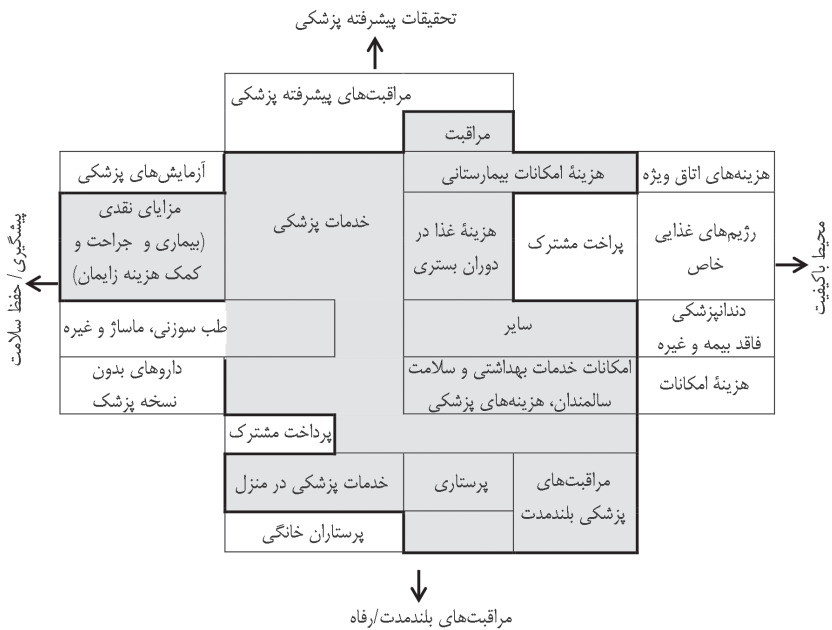 تحقیقات پیشرفته پزشکی
مراقبت‌های پیشرفته پزشکی
مراقبت
هزینه‌های اتاق ویژه
هزینهٔ امکانات بیمارستانی
خدمات پزشکی
آزمایش‌های پزشکی
رژیم‌های غذایی
خاص
پراخت مشترک
هزینهٔ غذا در
دوران بستری
مزایای نقدی
(بیماری و جراحت و
کمک هزینه زایمان)
محیط باکیفیت
پیشگیری/ حفظ سلامت
دندانپزشکی
فاقد بیمه و غیره
سایر
طب سوزنی، ماساژ و غیره
هزینهٔ امکانات
امکانات خدمات بهداشتی و سلامت
سالمندان، هزینه‌های پزشکی
داروهای بدون
نسخه پزشک
پرداخت مشترک
مراقبت‌های
پزشکی بلندمدت
پرستاری
خدمات پزشکی در منزل
پرستاران خانگی
مراقبت‌های بلندمدت/رفاه